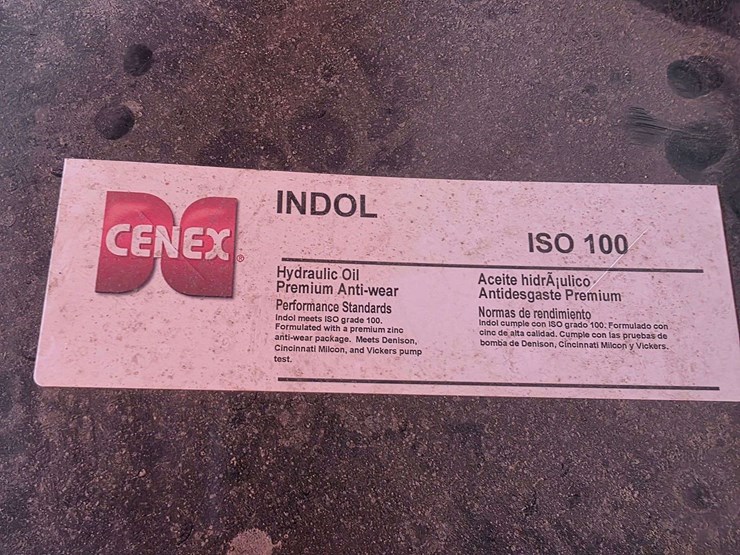 CENEX®
INDOL
ISO 100
Hydraulic Oil
Premium Anti-wear
Performance Standards
Indol meets ISO grade 100.
Formulated with a premium zinc
anti-wear package. Meets Denison,
Cincinnati Milcon, and Vickers pump
test.
Aceite hidrÃ¡ulico
Antidesgaste Premium
Normas de rendimiento
Indol cumple con ISO grado 100. Formulado con
cinc de alta calidad. Cumple con las pruebas de
bomba de Denison, Cincinnati Milcon y Vickers.